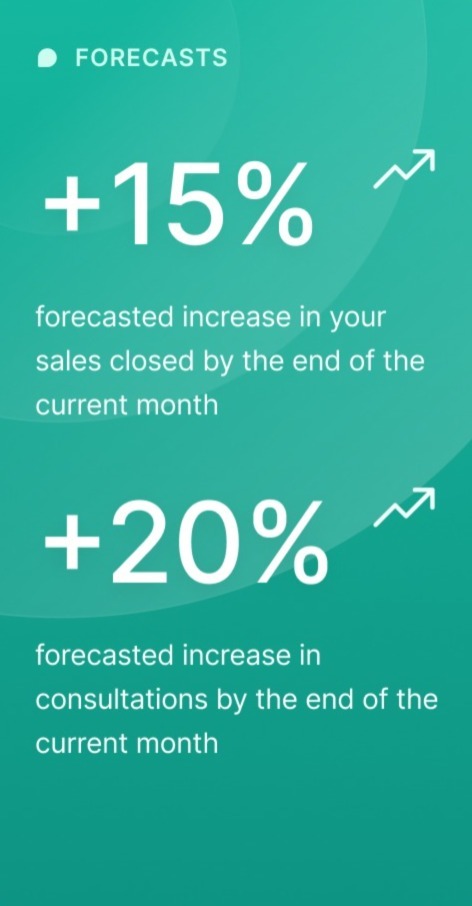 FORECASTS
+15%
forecasted increase in your
sales closed by the end of the
current month
+20%
forecasted increase in
consultations by the end of the
current month